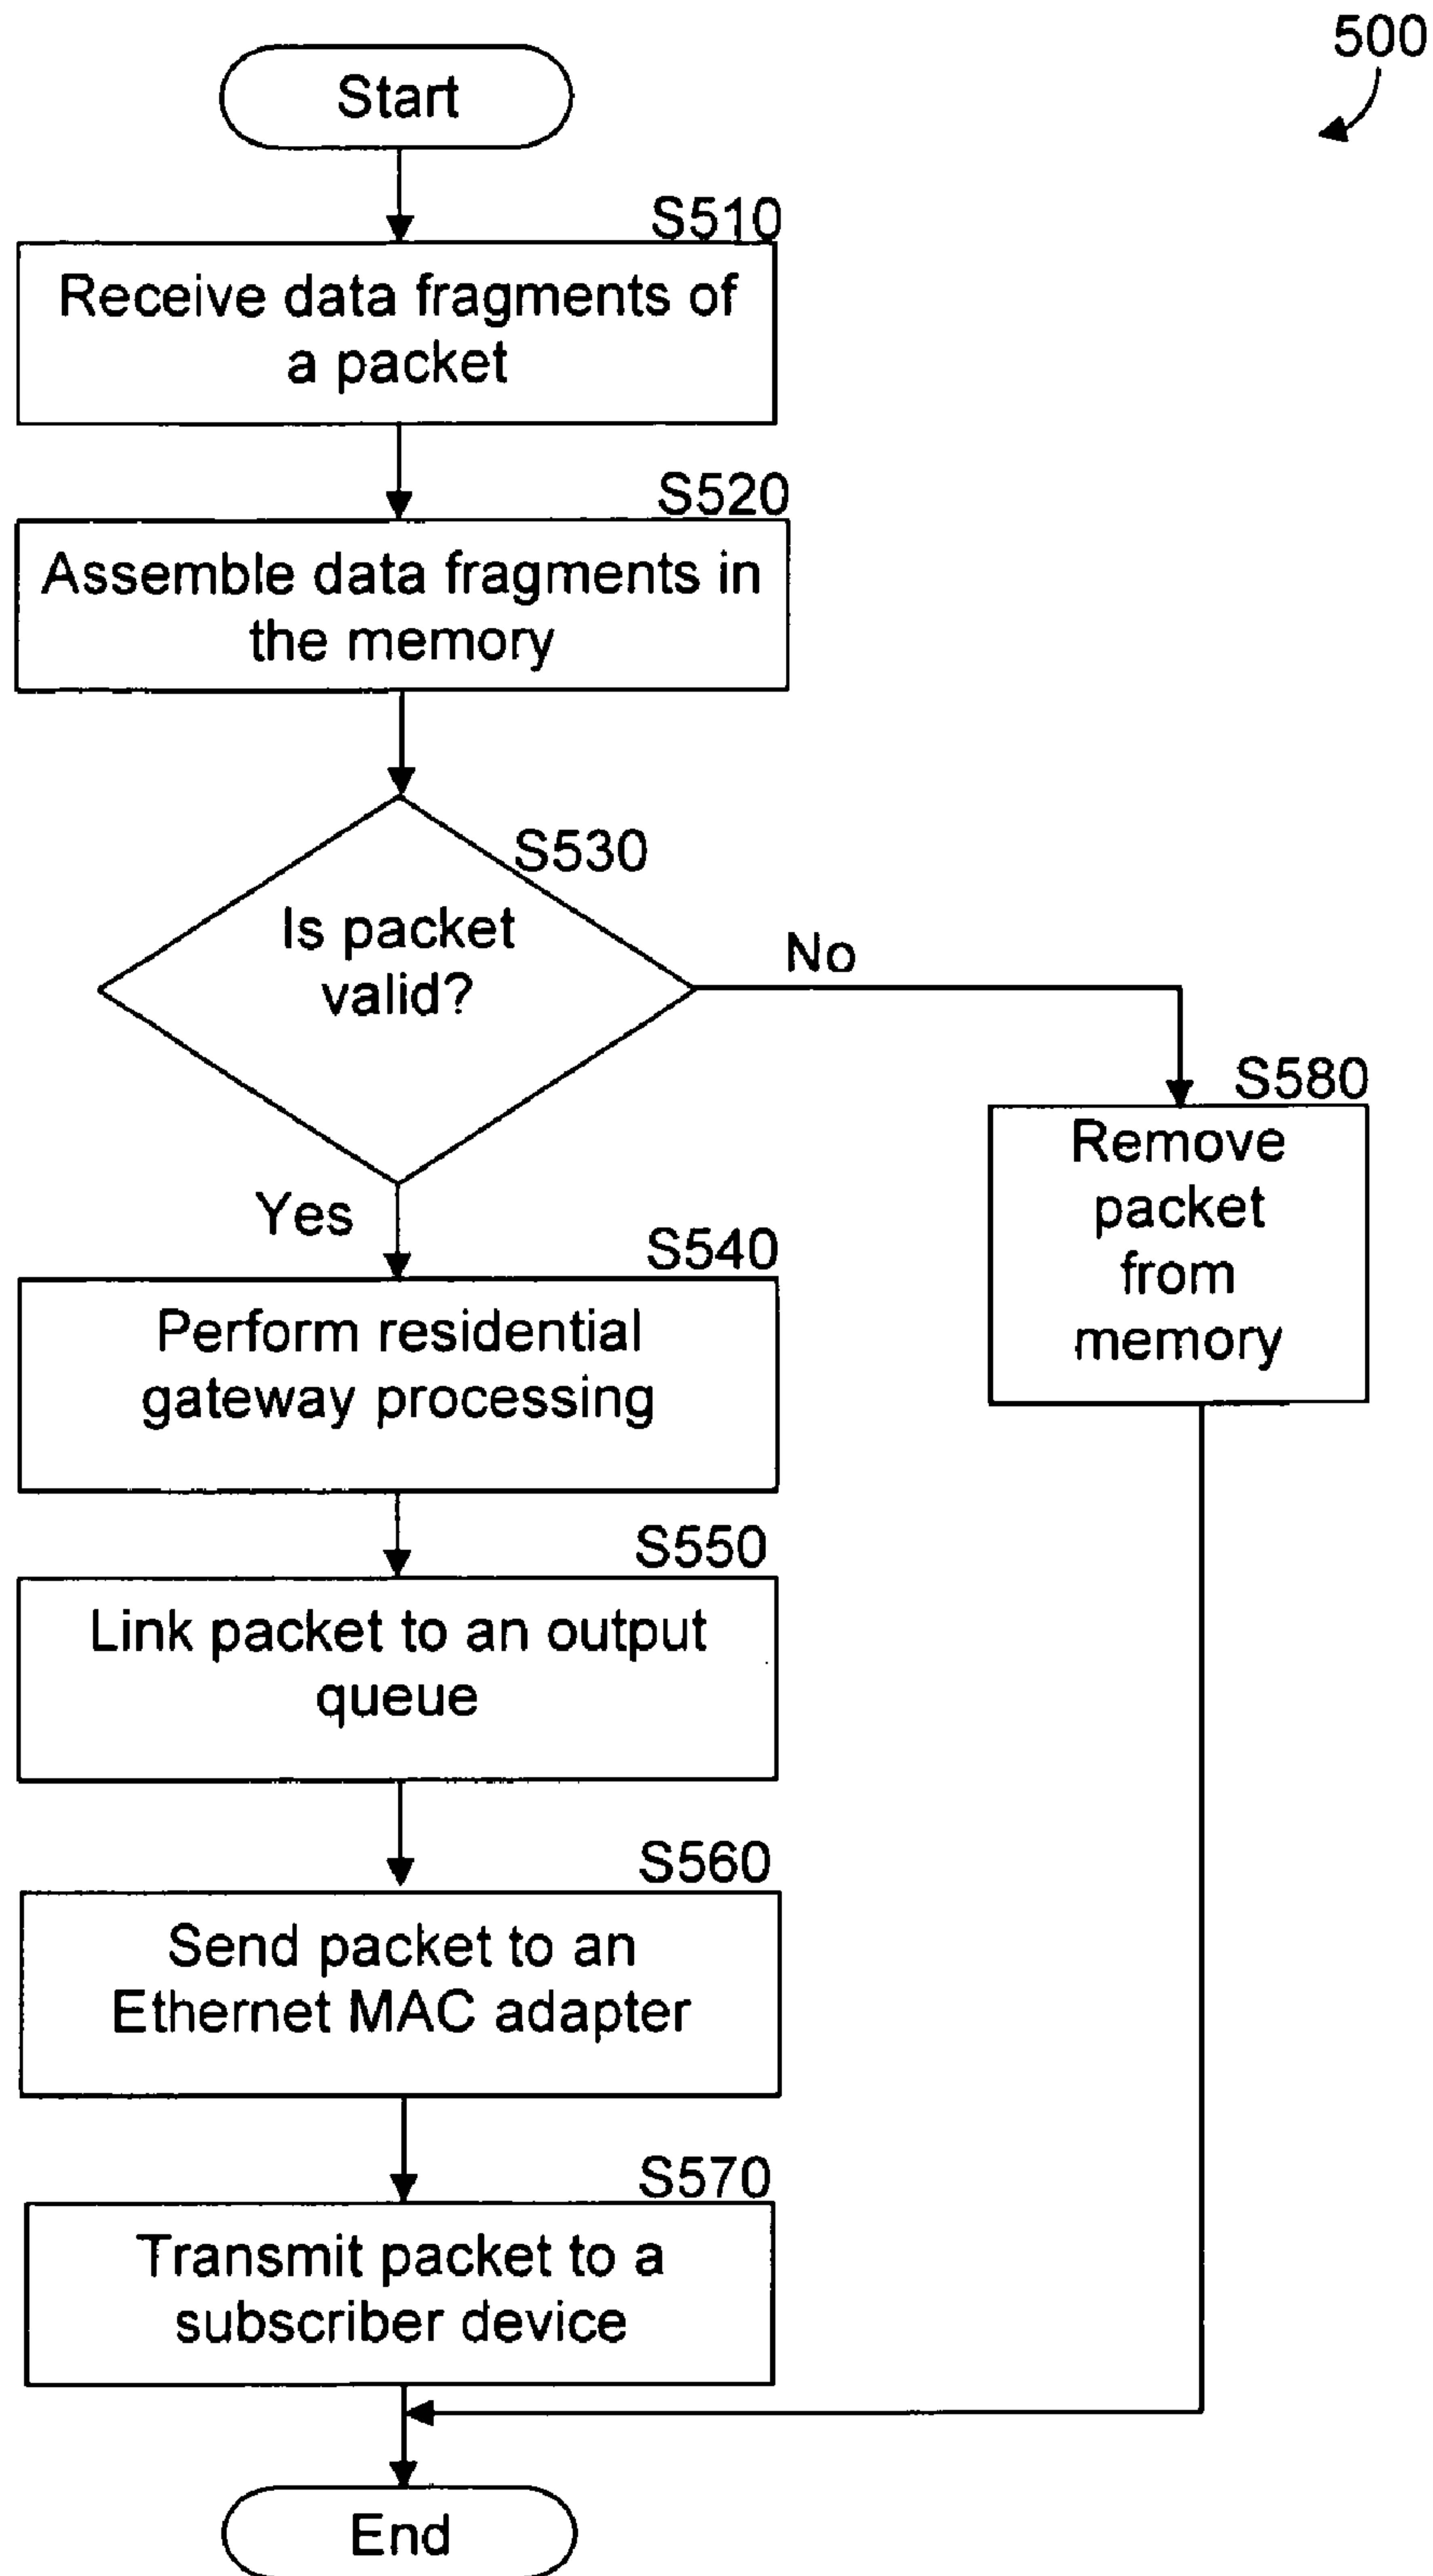 500
Start
S510
Receive data fragments of
a packet
S520
Assemble data fragments in
the memory
S530
Is packet
valid?
No
S580
Remove
packet
from
memory
Yes
S540
Perform residential
gateway processing
S550
Link packet to an output
queue
S560
Send packet to an
Ethernet MAC adapter
S570
Transmit packet to a
subscriber device
End